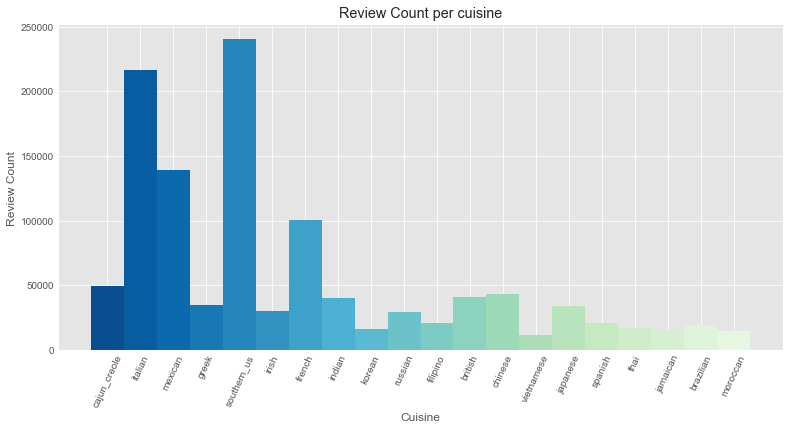 Review Count per cuisine
Review Count
250000
200000
150000
100000
50000
0
cajun_creole
italian
mexican
greek
southern_us
irish
french
indian
korean
russian
filipino
british
chinese
vietnamese
japanese
spanish
thai
jamaican
brazilian
moroccan
Cuisine